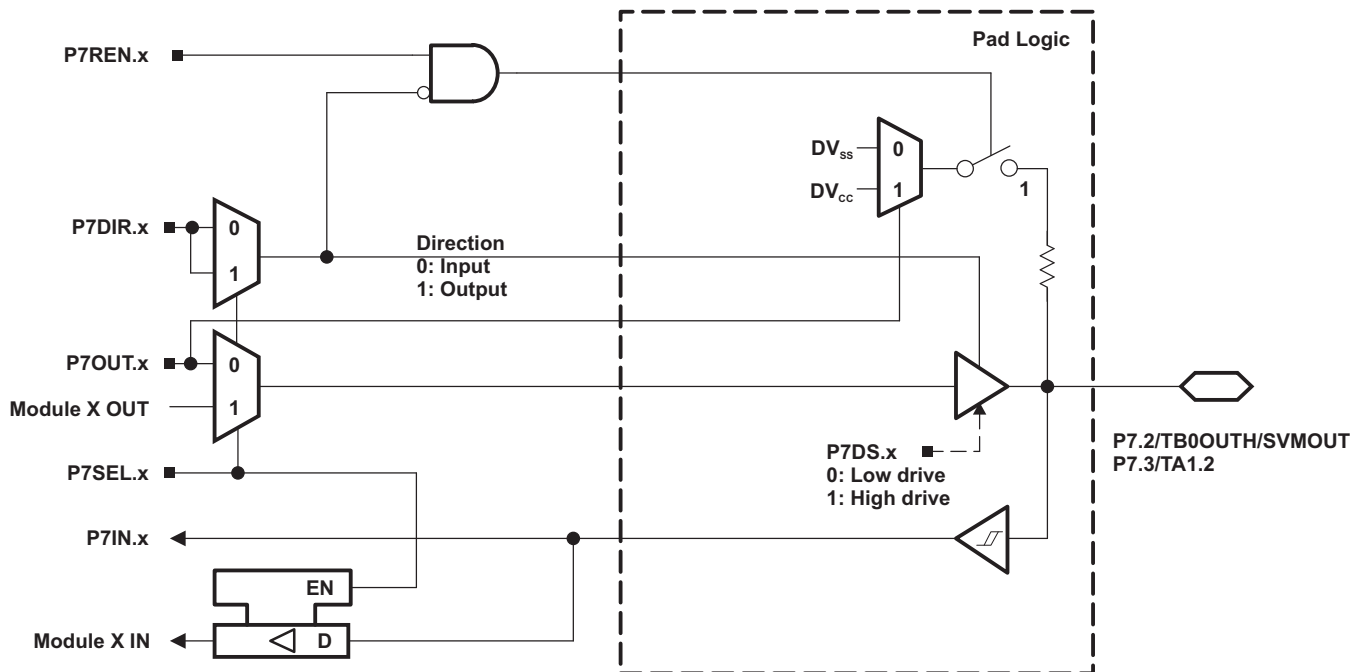 Pad Logic
P7REN.x
DVSS
0
DVCC
1
1
P7DIR.x
0
1
Direction
0: Input
1: Output
P7OUT.x
0
Module X OUT
1
P7DS.x
0: Low drive
1: High drive
P7.2/TB0OUTH/SVMOUT
P7.3/TA1.2
P7SEL.x
P7IN.x
EN
Module X IN
D